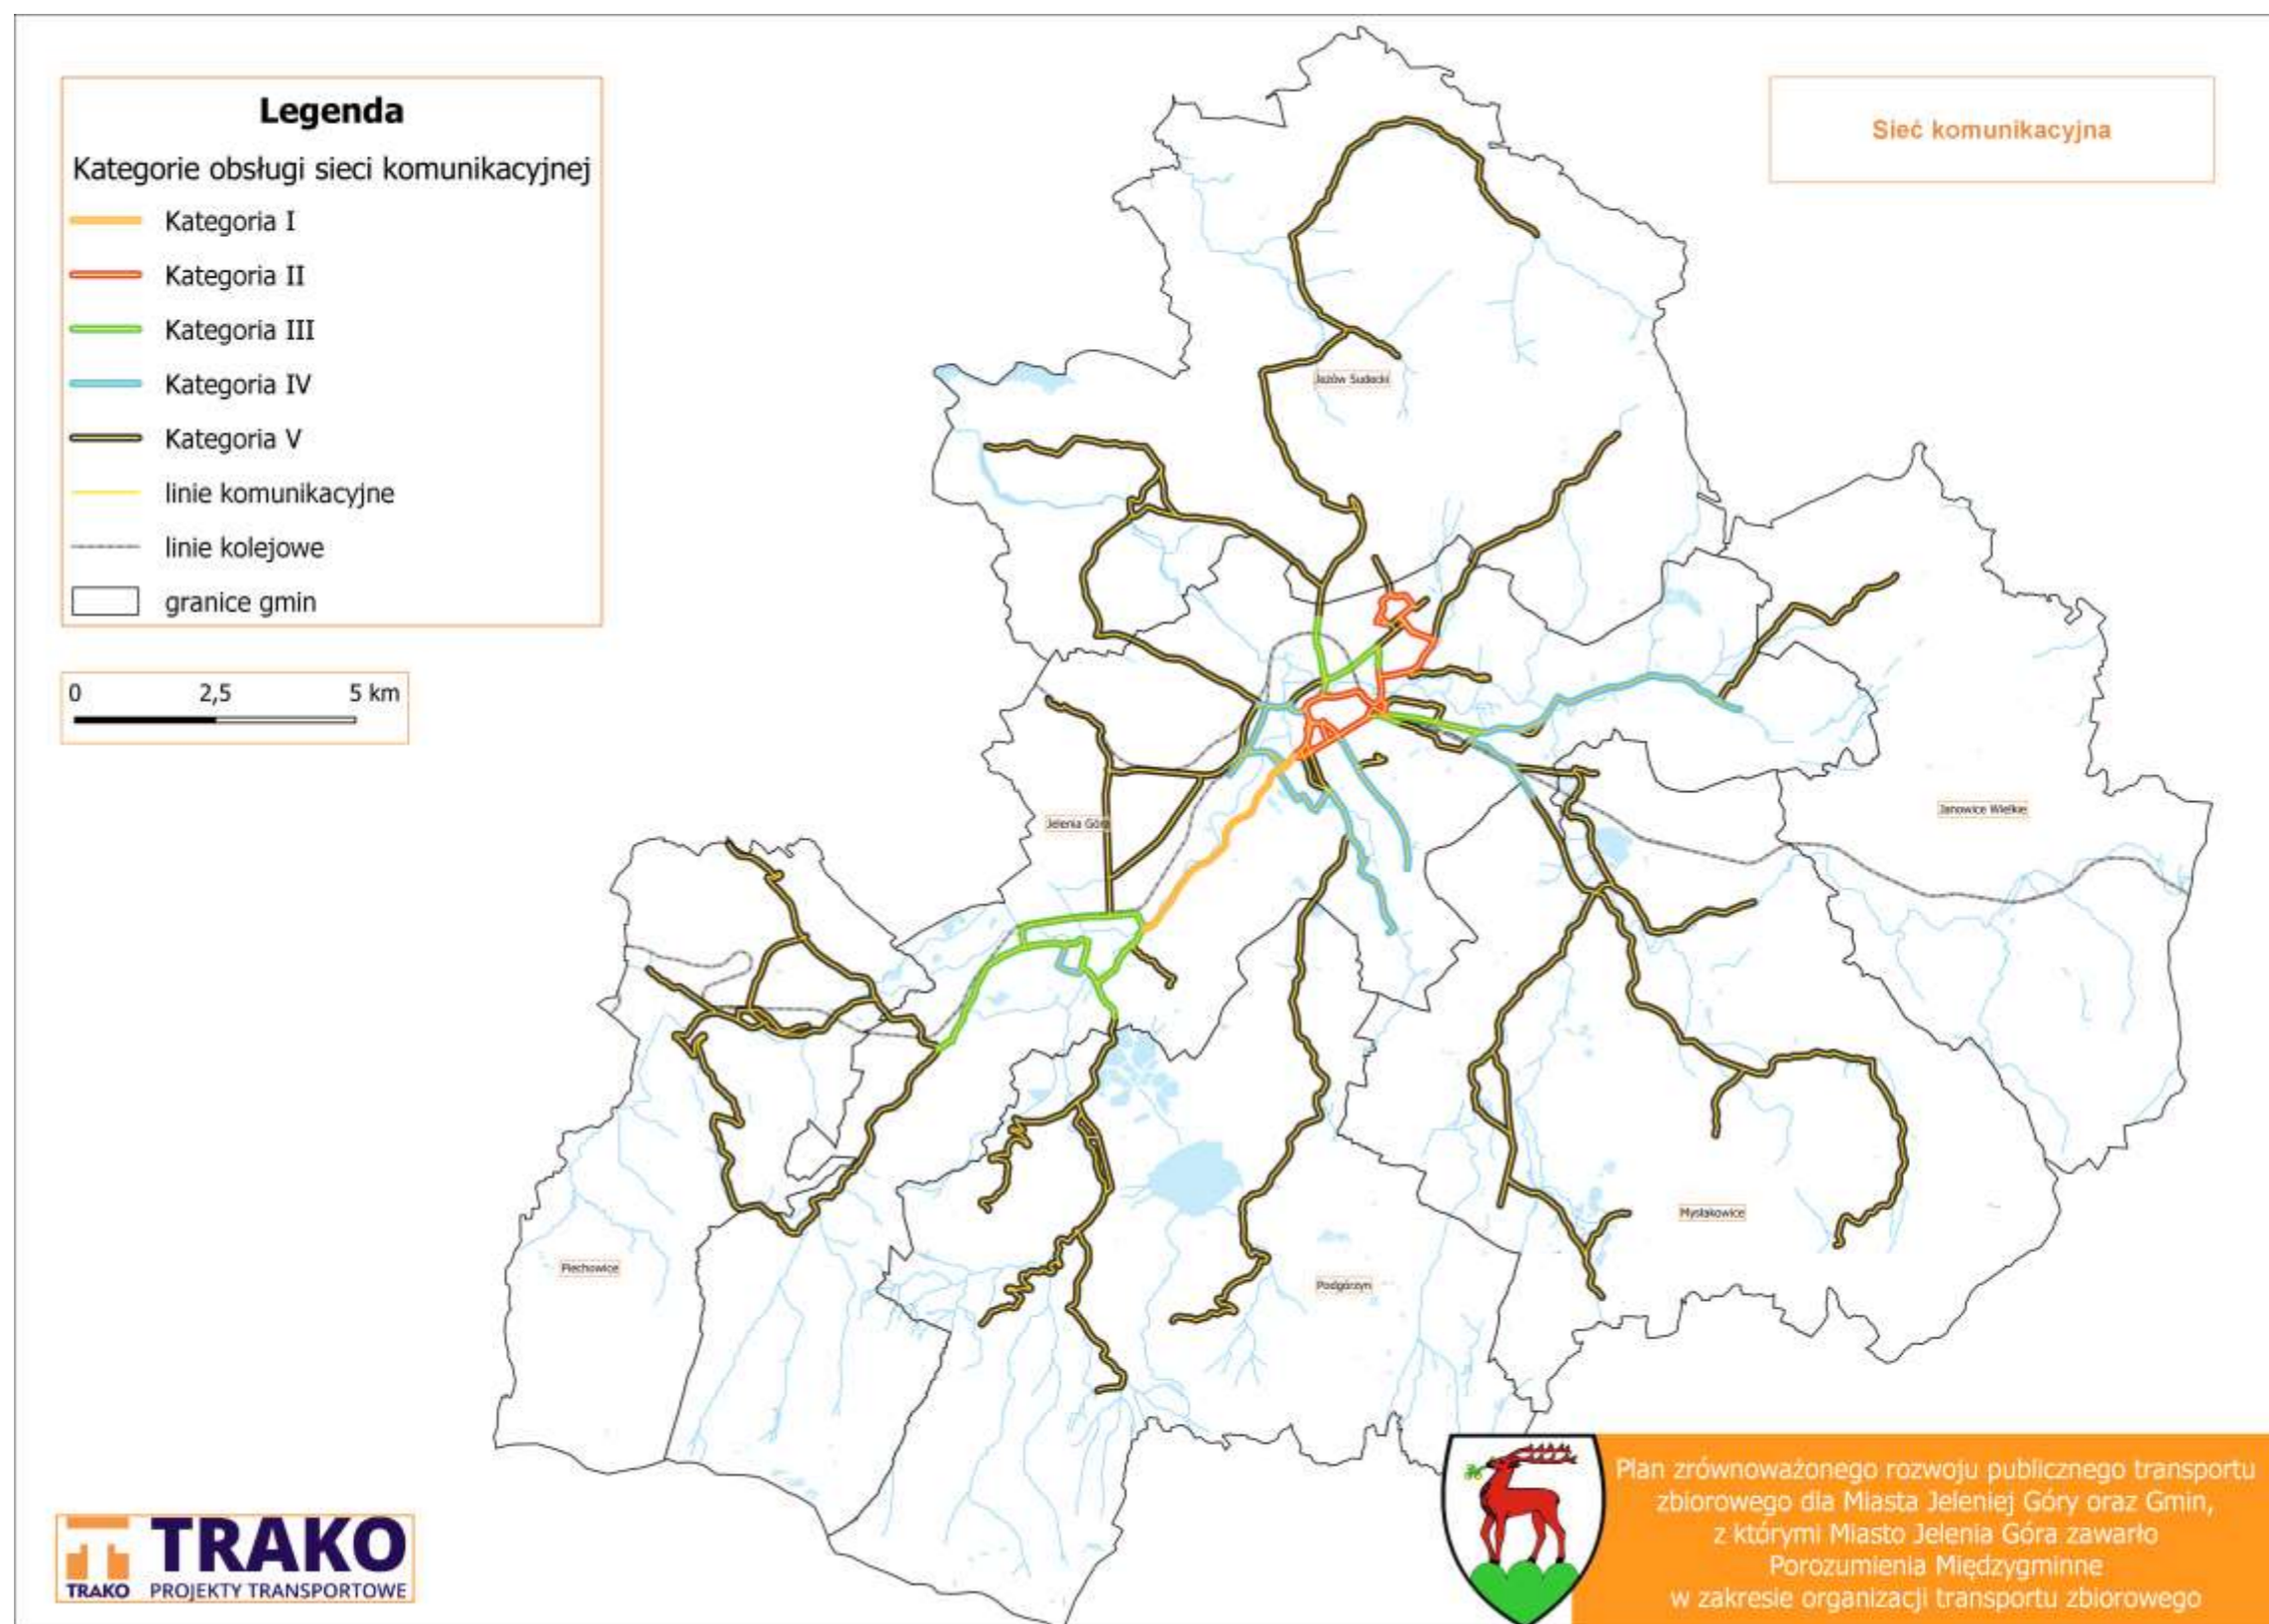 Legenda
Kategorie obsługi sieci komunikacyjnej
Kategoria I
Kategoria II
Kategoria III
Kategoria IV
Kategoria V
linie komunikacyjne
linie kolejowe
granice gmin
0 2,5 5 km
Sieć komunikacyjna
Jeżów Sudecki
Janowice Wielkie
Jelenia Góra
Mysłakowice
Piechowice
Podgórzyn
TRAKO
TRAKO
PROJEKTY TRANSPORTOWE
Plan zrównoważonego rozwoju publicznego transportu
zbiorowego dla Miasta Jeleniej Góry oraz Gmin,
z którymi Miasto Jelenia Góra zawarło
Porozumienia Międzygminne
w zakresie organizacji transportu zbiorowego